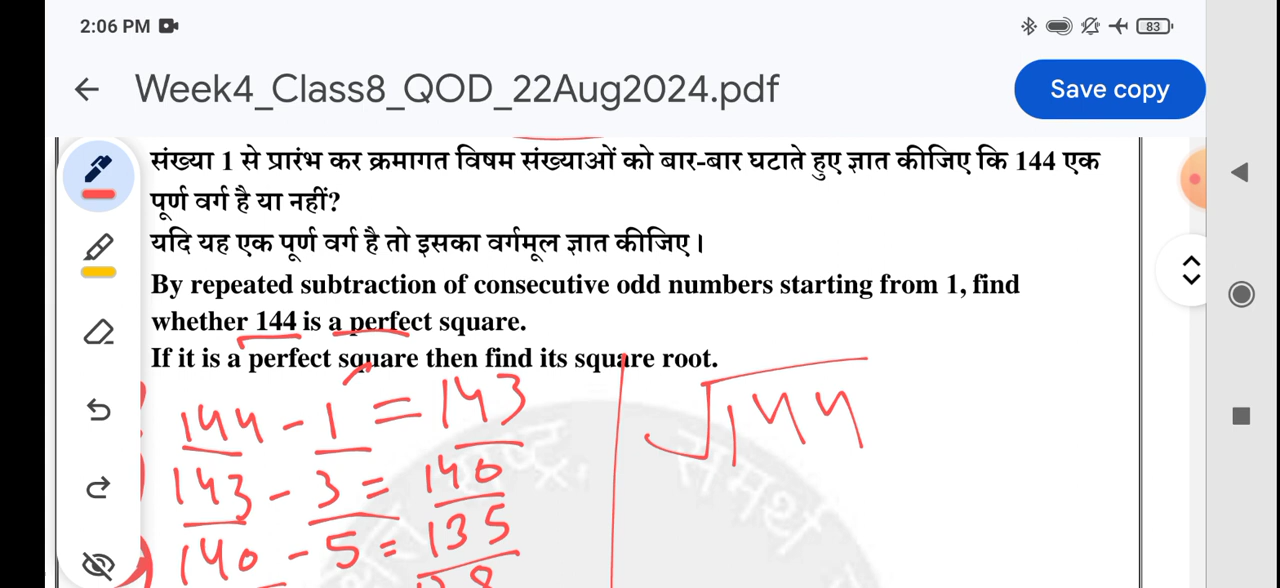 2:06 PM
83
Week4_Class8_QOD_22Aug2024.pdf
Save copy
संख्या 1 से प्रारंभ कर क्रमागत विषम संख्याओं को बार-बार घटाते हुए ज्ञात कीजिए कि 144 एक
पूर्ण वर्ग है या नहीं?
यदि यह एक पूर्ण वर्ग है तो इसका वर्गमूल ज्ञात कीजिए।
By repeated subtraction of consecutive odd numbers starting from 1, find
whether 144 is a perfect square.
If it is a perfect square then find its square root.
144 - 1 = 143
√144
143 - 3 = 140
140 - 5 = 135
समर्थ